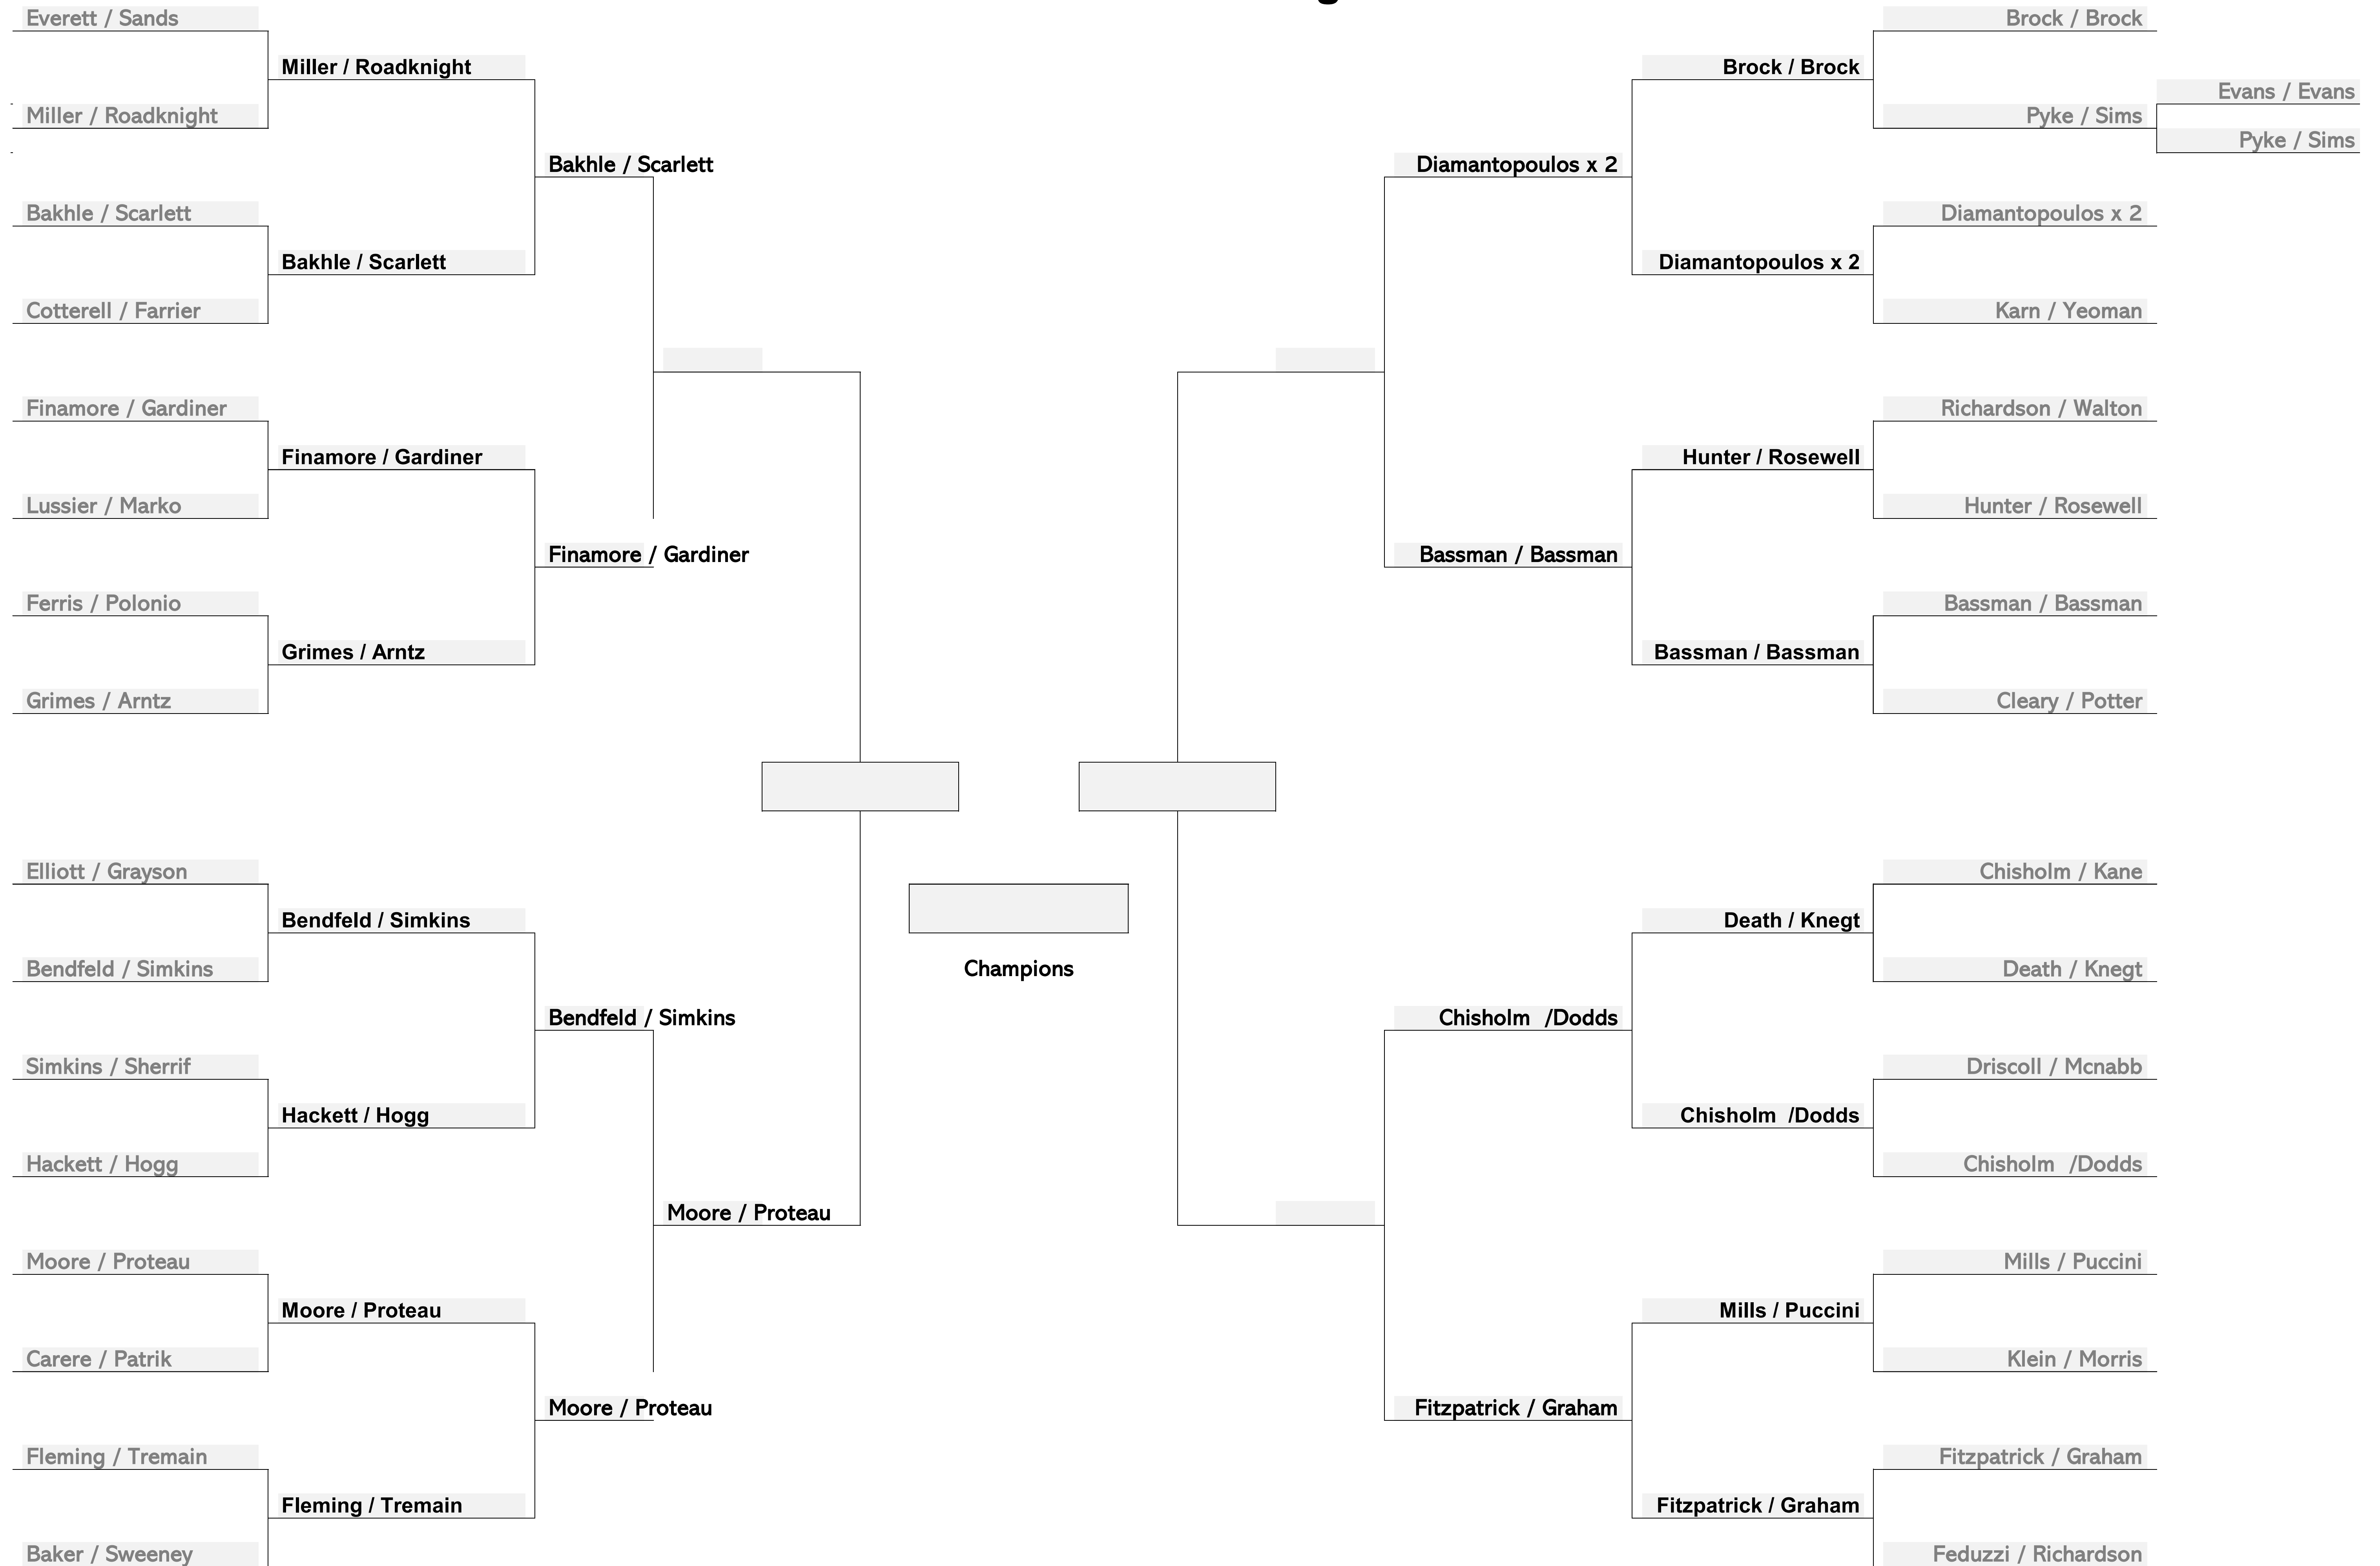 Everett / Sands
Miller / Roadknight
Miller / Roadknight
Bakhle / Scarlett
Bakhle / Scarlett
Bakhle / Scarlett
Cotterell / Farrier
Finamore / Gardiner
Finamore / Gardiner
Lussier / Marko
Finamore / Gardiner
Ferris / Polonio
Grimes / Arntz
Grimes / Arntz
Elliott / Grayson
Bendfeld / Simkins
Bendfeld / Simkins
Bendfeld / Simkins
Simkins / Sherrif
Hackett / Hogg
Hackett / Hogg
Moore / Proteau
Moore / Proteau
Moore / Proteau
Carere / Patrik
Moore / Proteau
Fleming / Tremain
Fleming / Tremain
Baker / Sweeney
Champions
Brock / Brock
Brock / Brock
Evans / Evans
Pyke / Sims
Pyke / Sims
Diamantopoulos x 2
Diamantopoulos x 2
Diamantopoulos x 2
Karn / Yeoman
Richardson / Walton
Hunter / Rosewell
Hunter / Rosewell
Bassman / Bassman
Bassman / Bassman
Bassman / Bassman
Cleary / Potter
Chisholm / Kane
Death / Knegt
Death / Knegt
Chisholm  /Dodds
Driscoll / Mcnabb
Chisholm  /Dodds
Chisholm  /Dodds
Mills / Puccini
Mills / Puccini
Klein / Morris
Fitzpatrick / Graham
Fitzpatrick / Graham
Fitzpatrick / Graham
Feduzzi / Richardson